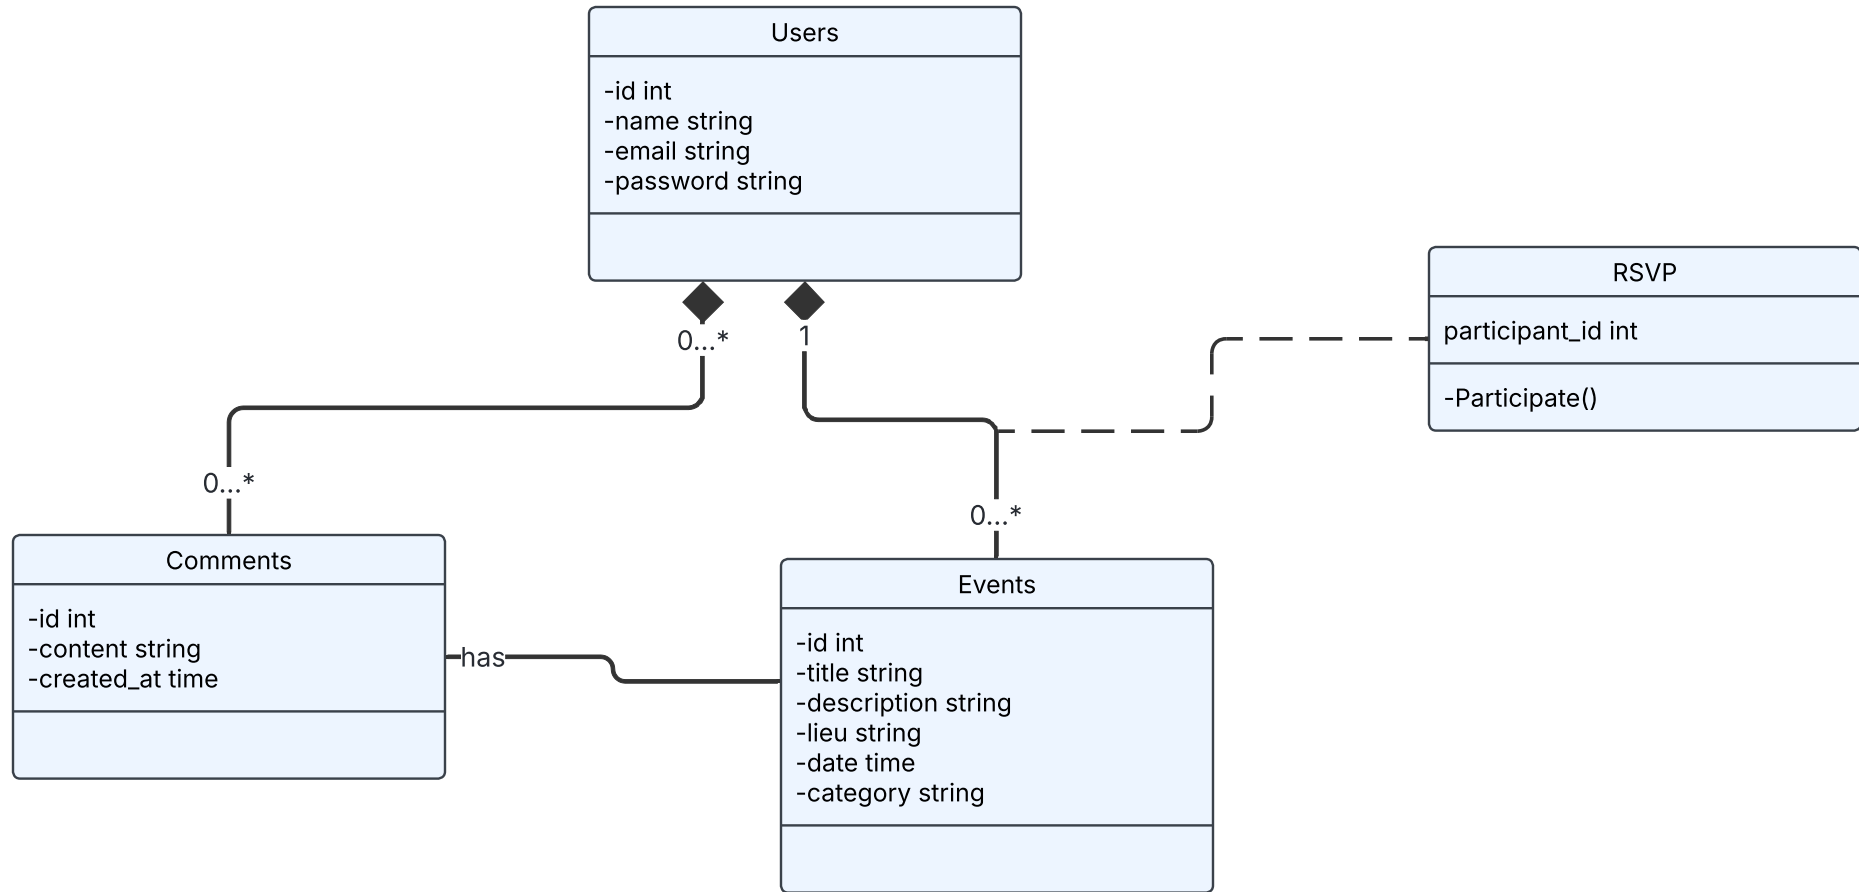 Users
-id int
-name string
-email string
-password string
0...*
1
RSVP
participant_id int
-Participate()
0...*
0...*
Comments
-id int
-content string
-created_at time
has
Events
-id int
-title string
-description string
-lieu string
-date time
-category string